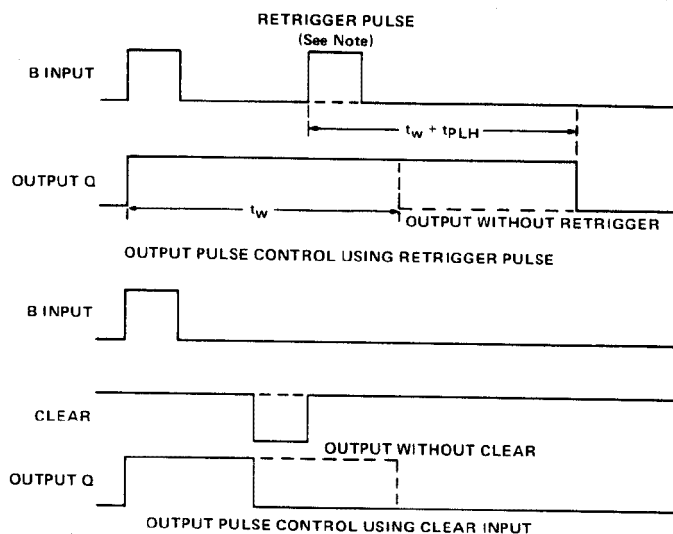 RETRIGGER PULSE
(See Note)
B INPUT
tw + tPLH
OUTPUT Q
tw
OUTPUT WITHOUT RETRIGGER
OUTPUT PULSE CONTROL USING RETRIGGER PULSE
B INPUT
CLEAR
OUTPUT WITHOUT CLEAR
OUTPUT Q
OUTPUT PULSE CONTROL USING CLEAR INPUT